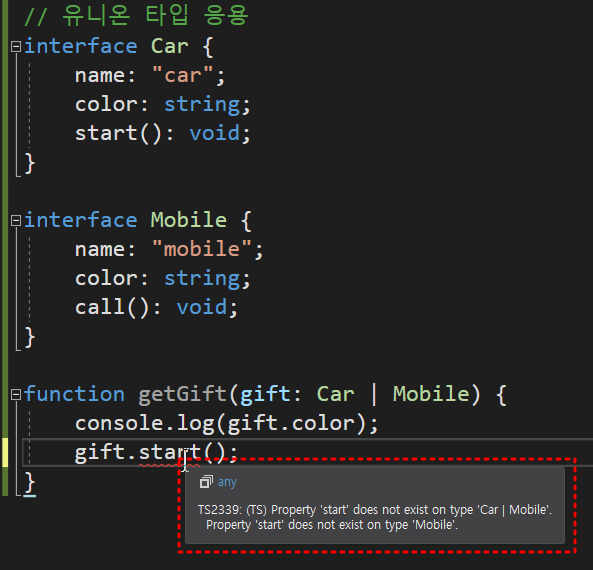 // 유니온 타입 응용
interface Car {
    name: "car";
    color: string;
    start(): void;
}
interface Mobile {
    name: "mobile";
    color: string;
    call(): void;
}
function getGift(gift: Car | Mobile) {
    console.log(gift.color);
    gift.start();
}
any
TS2339: (TS) Property 'start' does not exist on type 'Car | Mobile'.
  Property 'start' does not exist on type 'Mobile'.